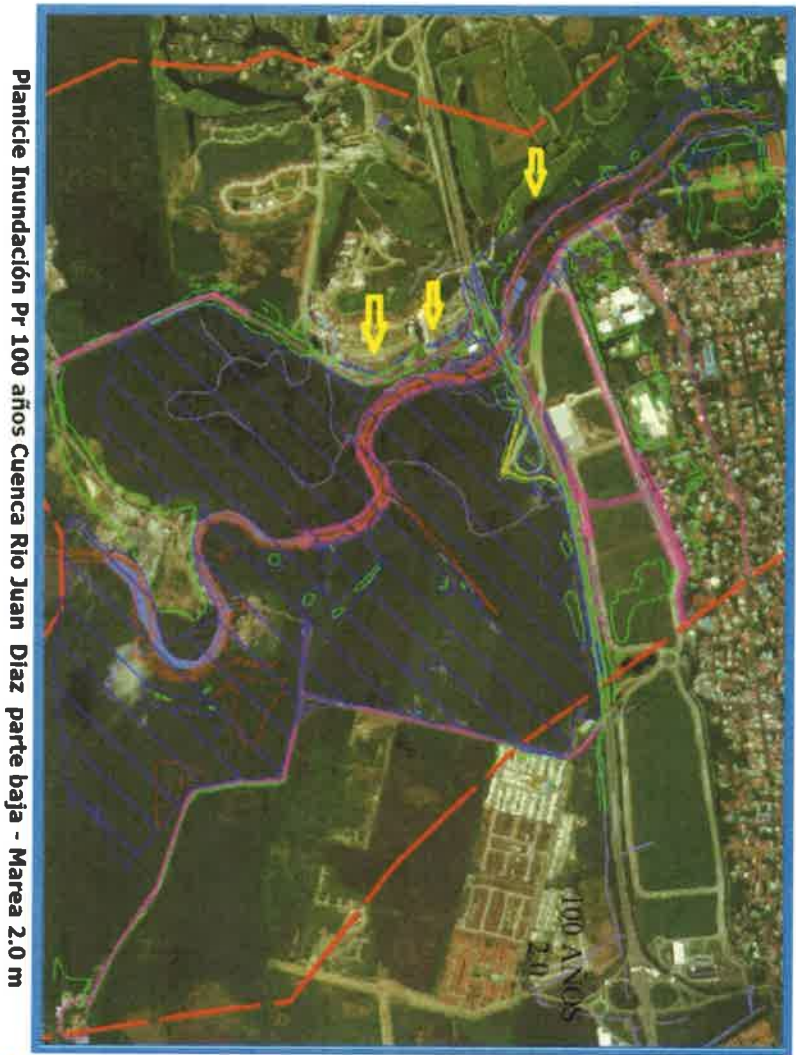 100 AÑOS
2.0
Planicie Inundación Pr 100 años Cuenca Rio Juan Diaz parte baja - Marea 2.0 m